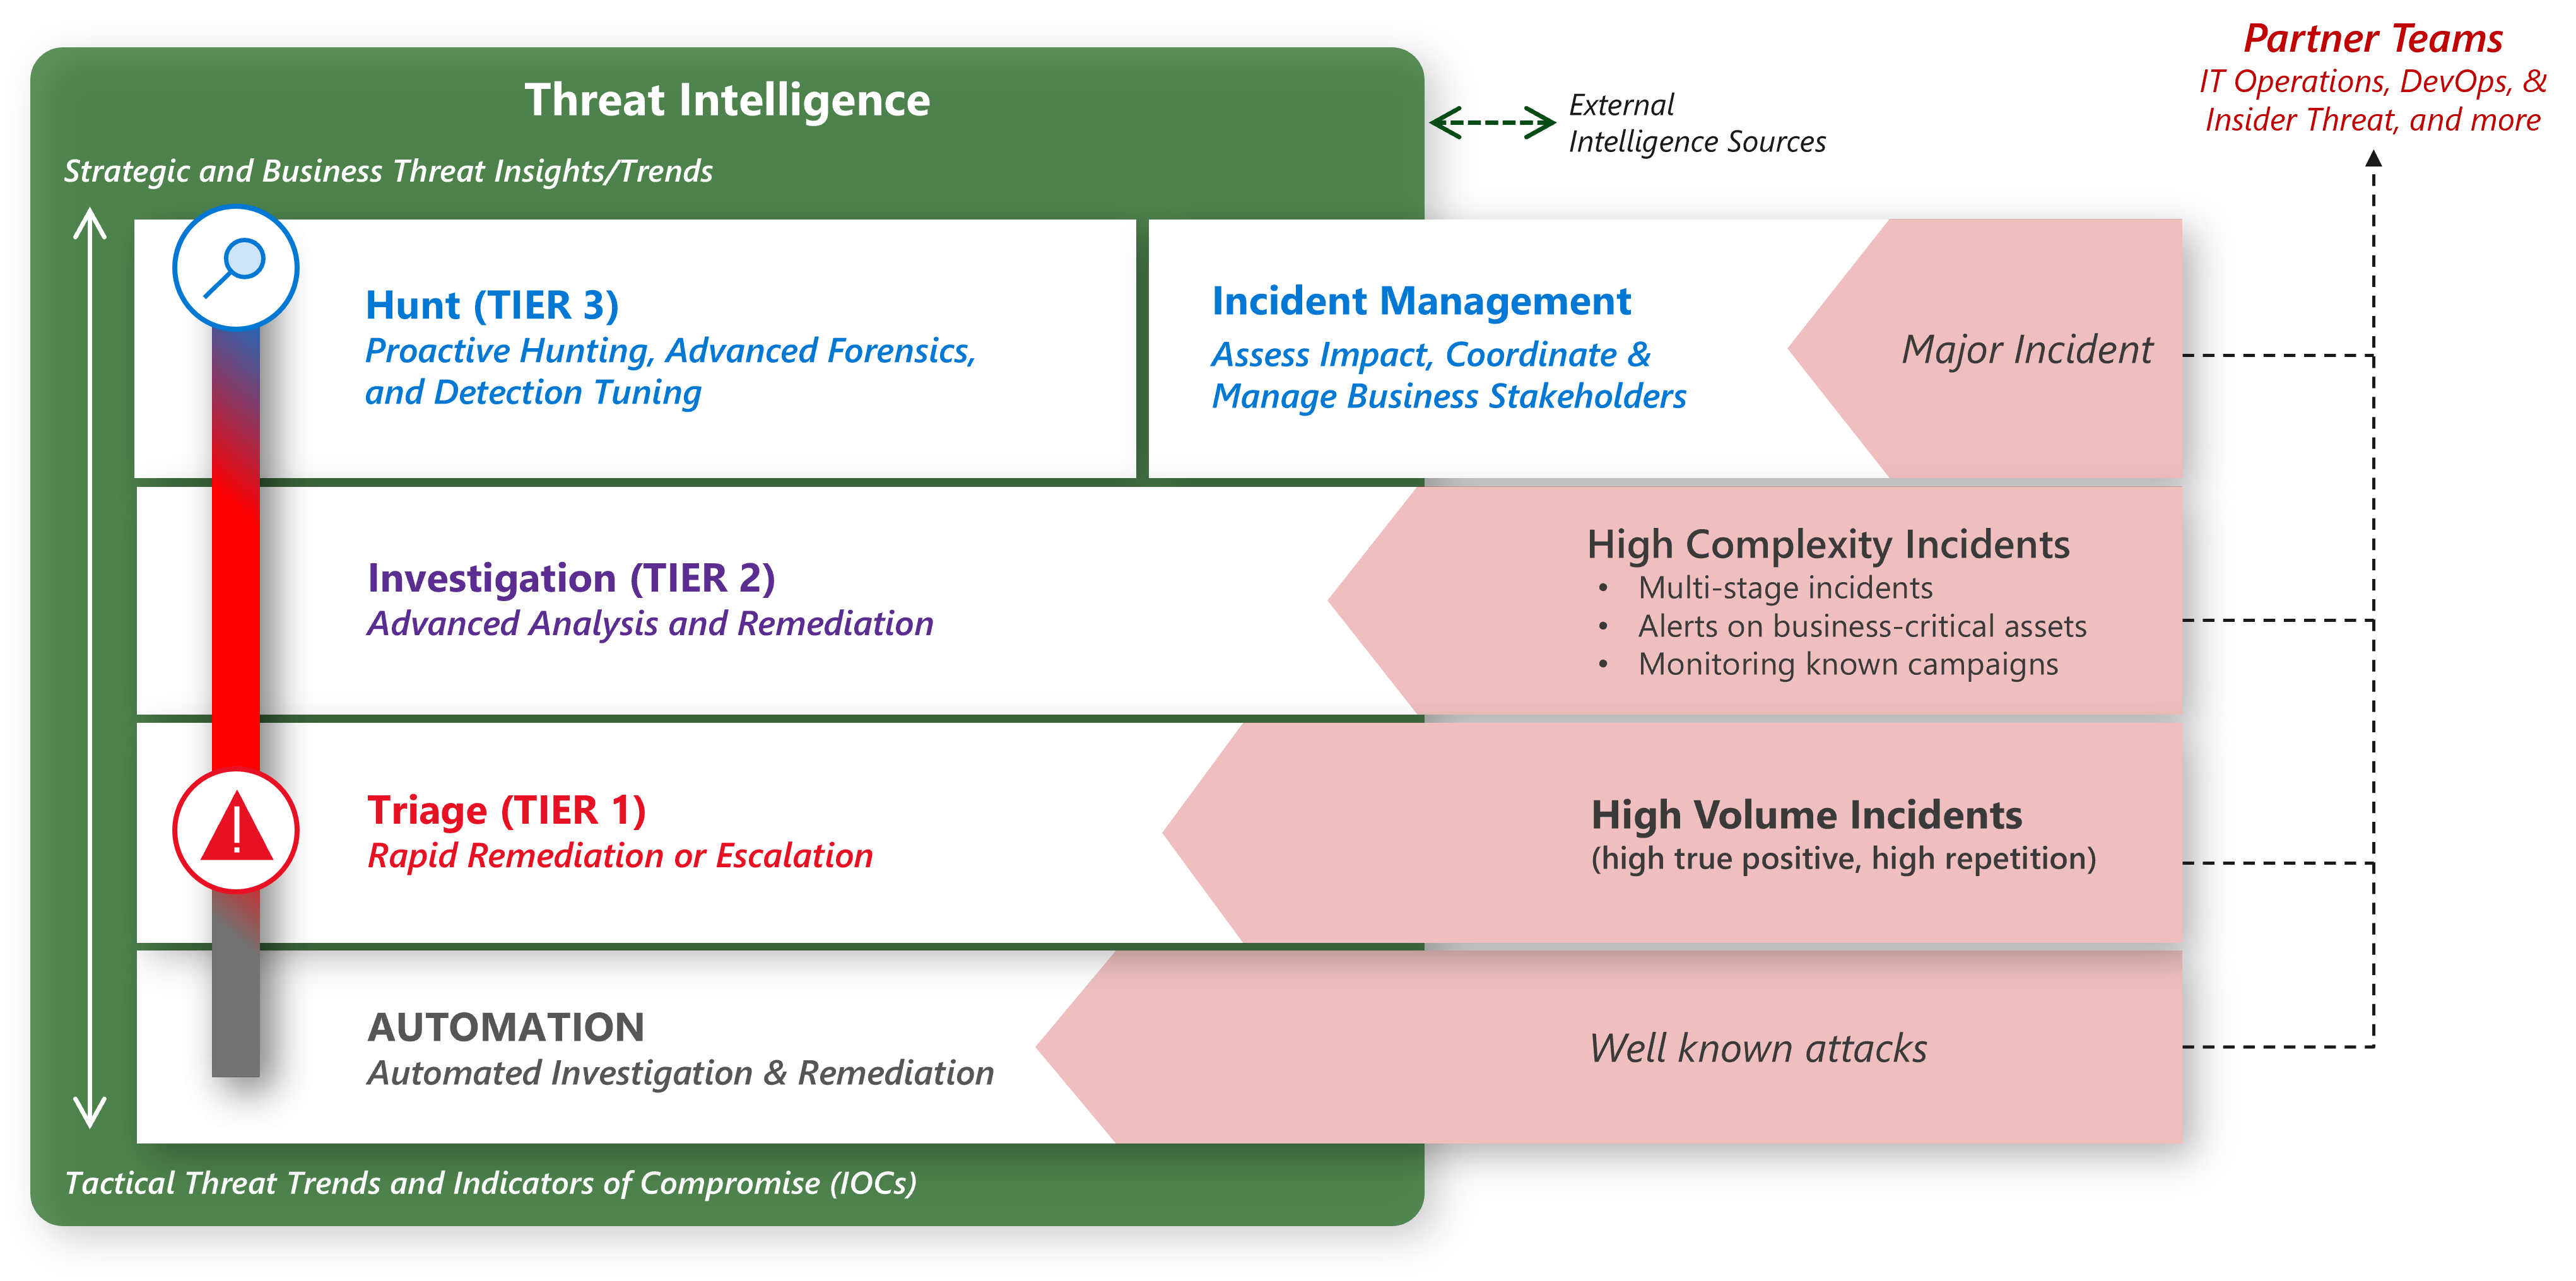 Partner Teams
IT Operations, DevOps, &
Insider Threat, and more
Threat Intelligence
External
Intelligence Sources
Strategic and Business Threat Insights/Trends
Hunt (TIER 3)
Proactive Hunting, Advanced Forensics,
and Detection Tuning
Incident Management
Assess Impact, Coordinate &
Manage Business Stakeholders
Major Incident
Investigation (TIER 2)
Advanced Analysis and Remediation
High Complexity Incidents
• Multi-stage incidents
• Alerts on business-critical assets
• Monitoring known campaigns
Triage (TIER 1)
Rapid Remediation or Escalation
High Volume Incidents
(high true positive, high repetition)
AUTOMATION
Automated Investigation & Remediation
Well known attacks
Tactical Threat Trends and Indicators of Compromise (IOCs)